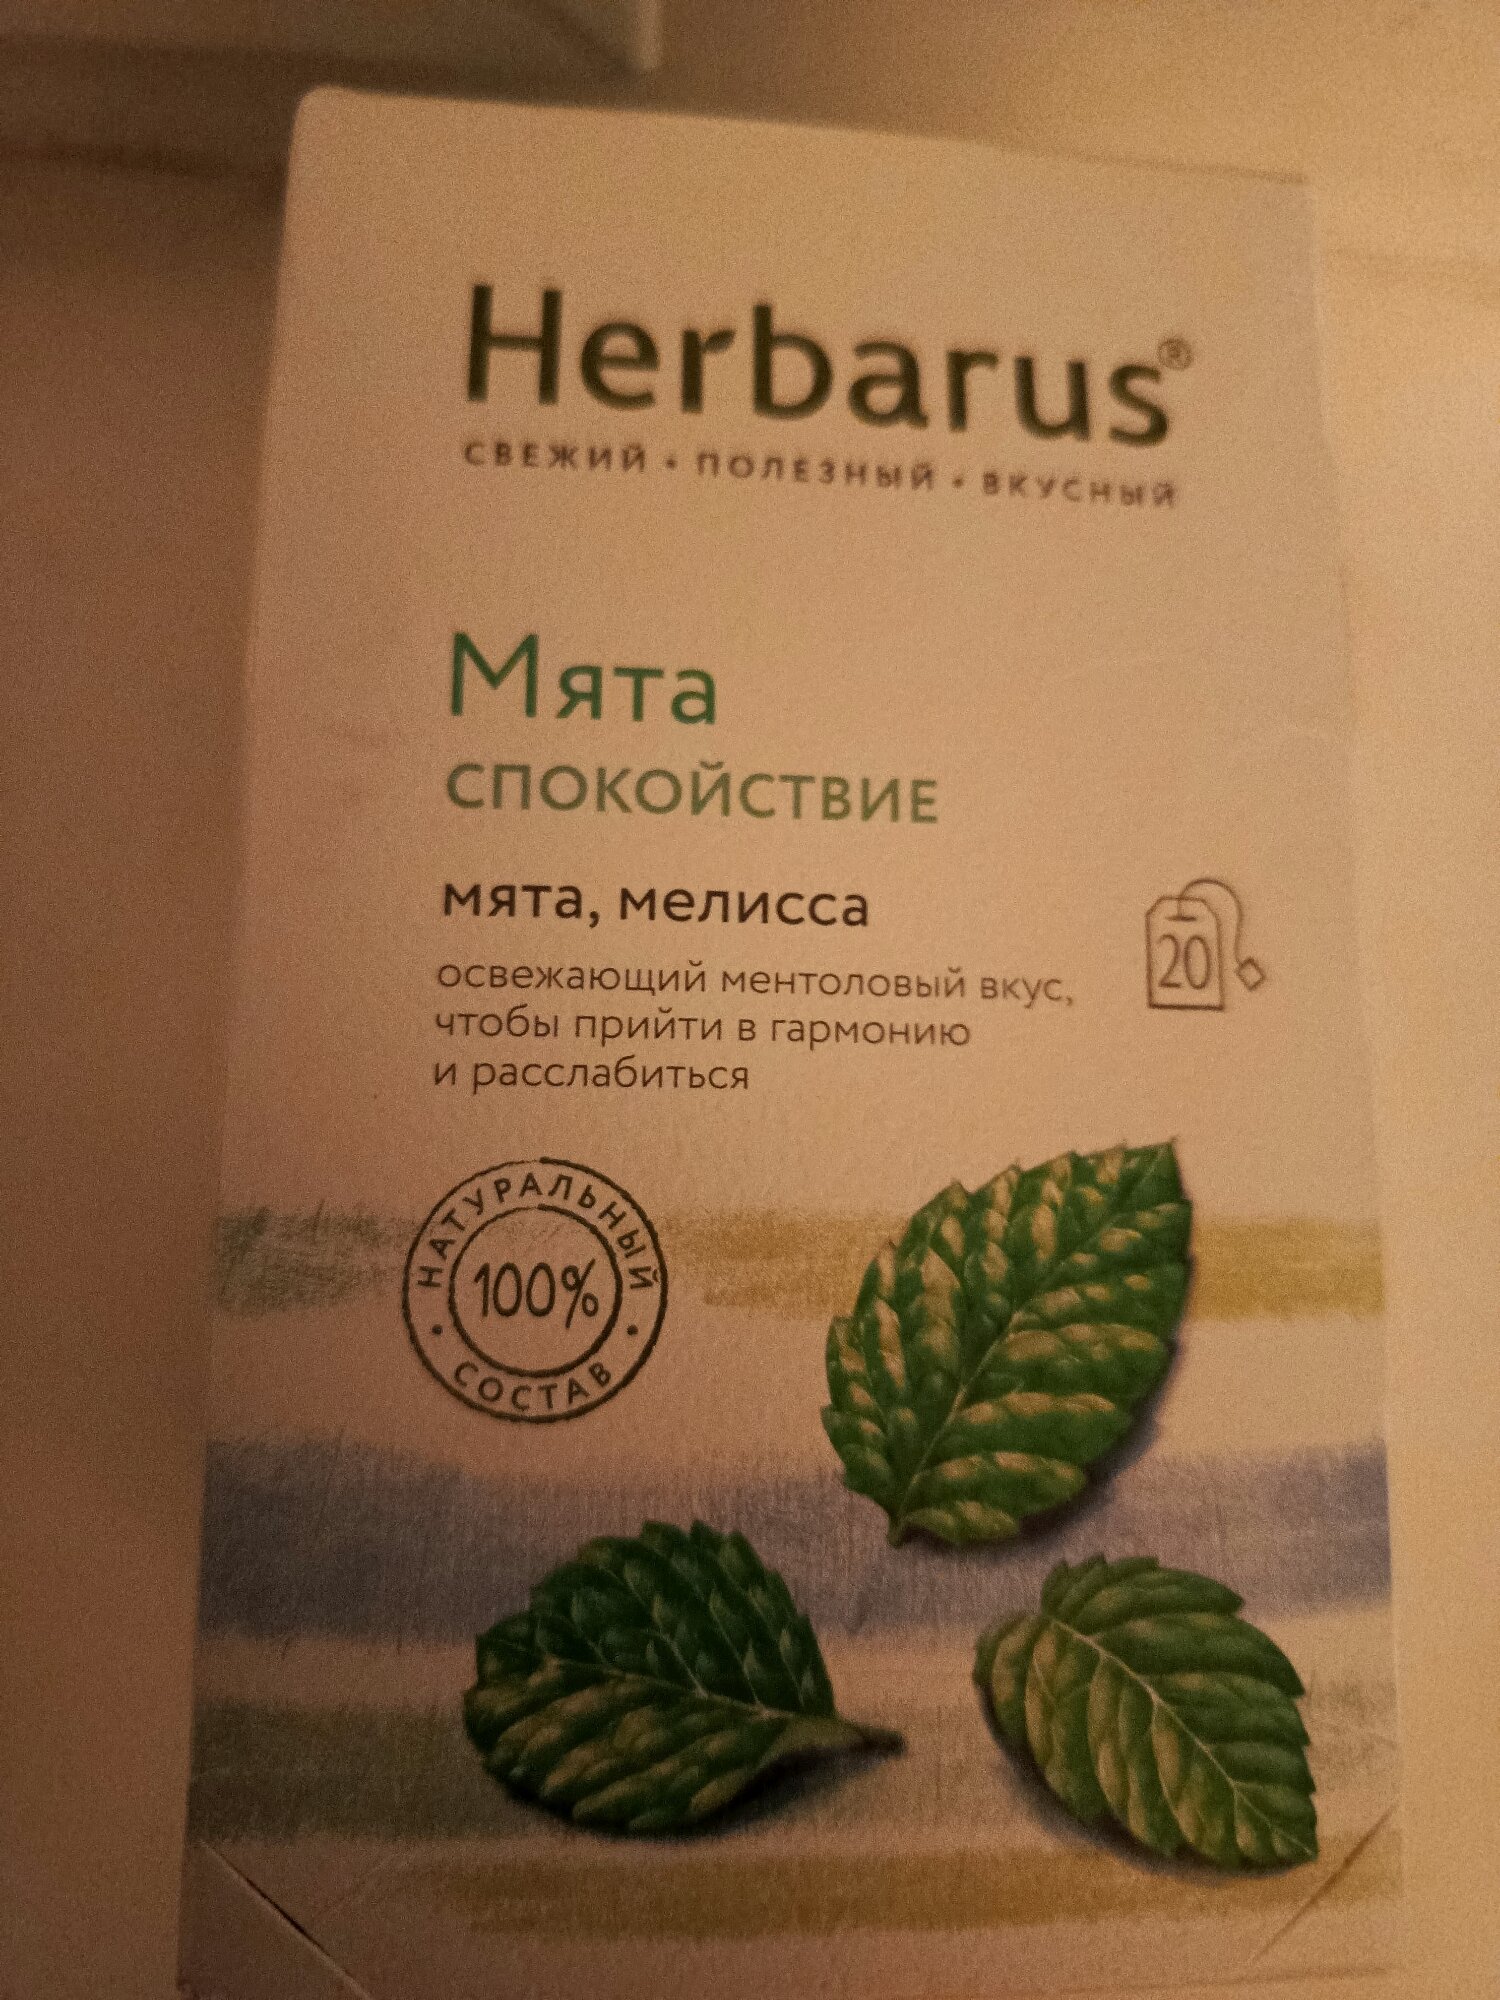 Herbarus®
СВЕЖИЙ • ПОЛЕЗНЫЙ • ВКУСНЫЙ
Мята
СПОКОЙСТВИЕ
мята, мелисса
освежающий ментоловый вкус,
чтобы прийти в гармонию
и расслабиться
20
НАТУРАЛЬНЫЙ
100%
• СОСТАВ •